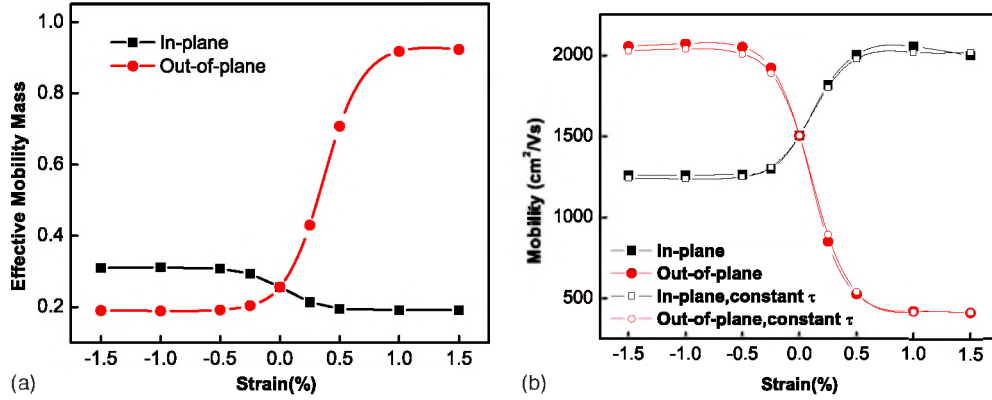 1.0
0.8
0.6
0.4
0.2
Effective Mobility Mass
In-plane
Out-of-plane
-1.5 -1.0 -0.5 0.0 0.5 1.0 1.5
Strain(%)
(a)
2000
1500
1000
500
Mobility (cm²/Vs)
In-plane
Out-of-plane
In-plane,constant τ
Out-of-plane,constant τ
-1.5 -1.0 -0.5 0.0 0.5 1.0 1.5
Strain(%)
(b)